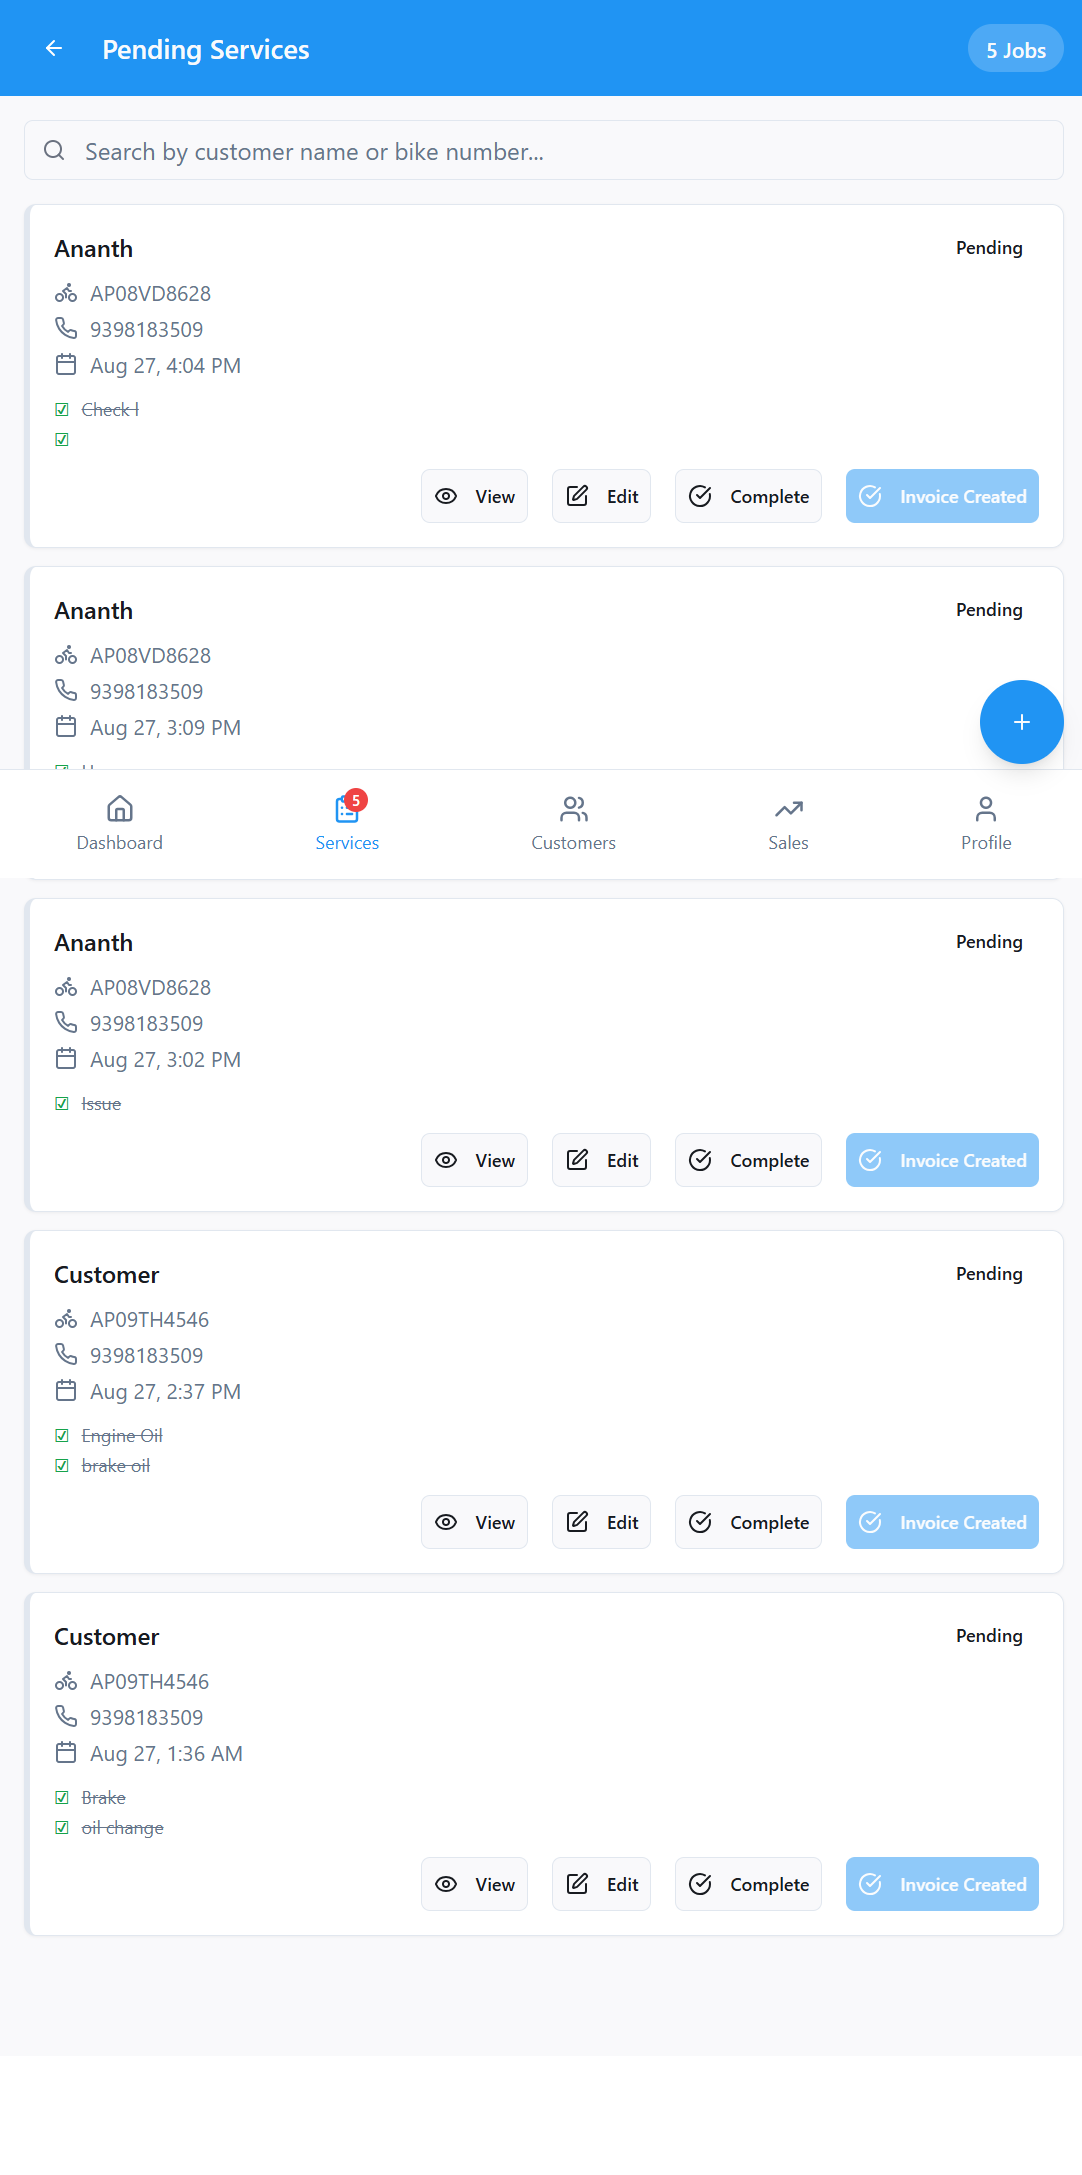 Pending Services
5 Jobs
Search by customer name or bike number...
Ananth
Pending
AP08VD8628
9398183509
Aug 27, 4:04 PM
Check l
View
Edit
Complete
Invoice Created
Ananth
Pending
AP08VD8628
9398183509
Aug 27, 3:09 PM
5
Dashboard
Services
Customers
Sales
Profile
Ananth
Pending
AP08VD8628
9398183509
Aug 27, 3:02 PM
Issue
View
Edit
Complete
Invoice Created
Customer
Pending
AP09TH4546
9398183509
Aug 27, 2:37 PM
Engine Oil
brake oil
View
Edit
Complete
Invoice Created
Customer
Pending
AP09TH4546
9398183509
Aug 27, 1:36 AM
Brake
oil change
View
Edit
Complete
Invoice Created